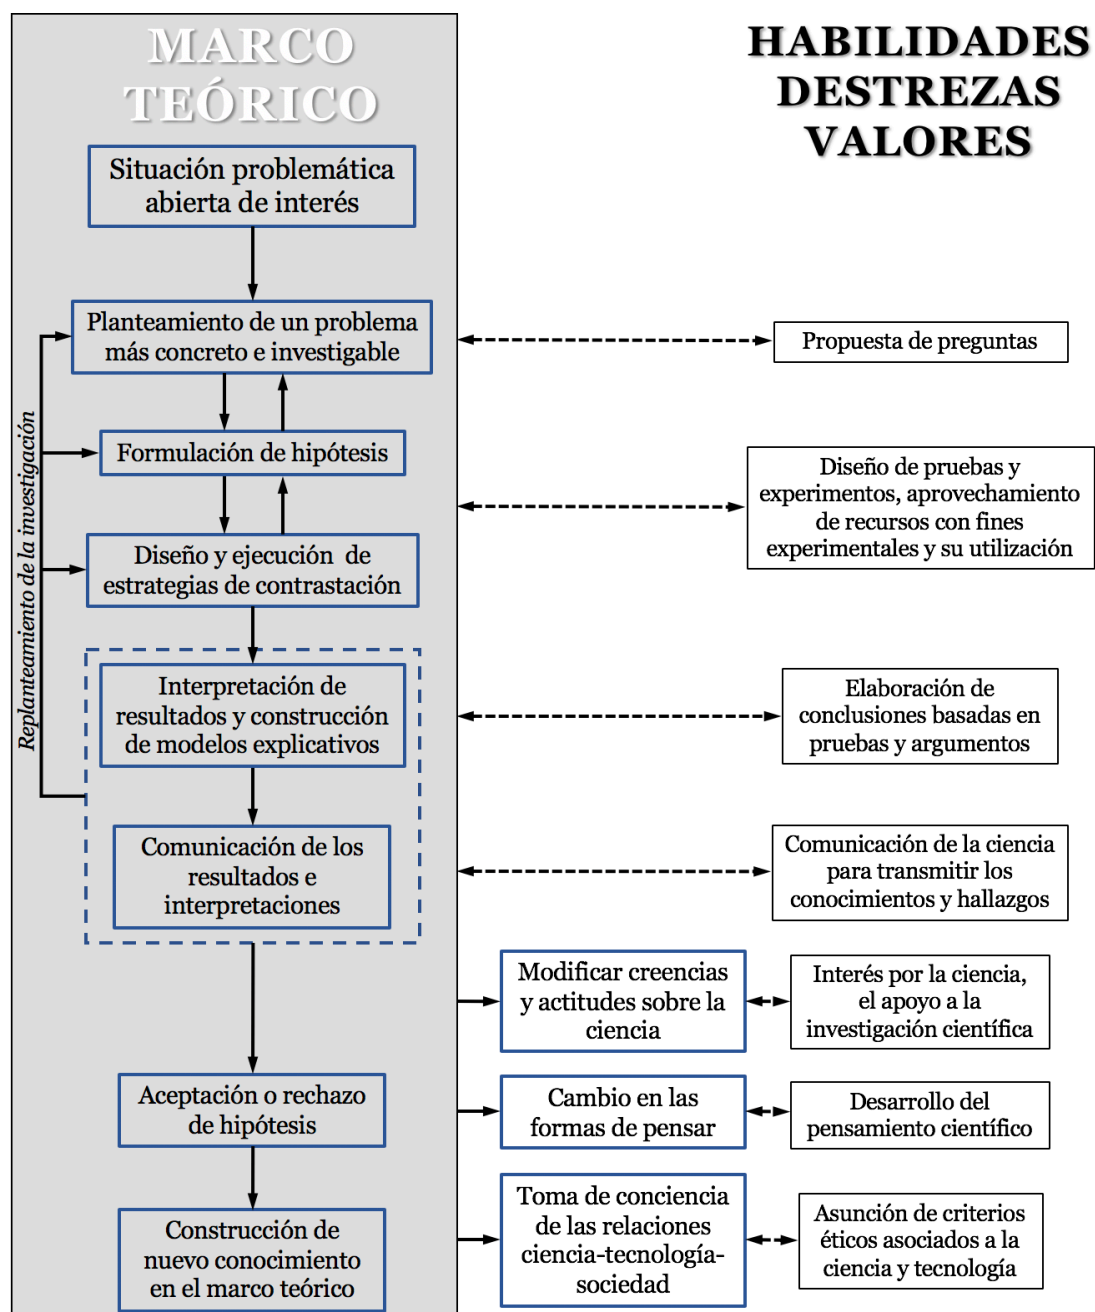 MARCO
TEÓRICO
HABILIDADES
DESTREZAS
VALORES
Situación problemática
abierta de interés
Planteamiento de un problema
más concreto e investigable
Propuesta de preguntas
Replanteamiento de la investigación
Formulación de hipótesis
Diseño de pruebas y
experimentos, aprovechamiento
de recursos con fines
experimentales y su utilización
Diseño y ejecución de
estrategias de contrastación
Interpretación de
resultados y construcción
de modelos explicativos
Elaboración de
conclusiones basadas en
pruebas y argumentos
Comunicación de los
resultados e
interpretaciones
Comunicación de la ciencia
para transmitir los
conocimientos y hallazgos
Modificar creencias
y actitudes sobre la
ciencia
Interés por la ciencia,
el apoyo a la
investigación científica
Aceptación o rechazo
de hipótesis
Cambio en las
formas de pensar
Desarrollo del
pensamiento científico
Construcción de
nuevo conocimiento
en el marco teórico
Toma de conciencia
de las relaciones
ciencia-tecnología-
sociedad
Asunción de criterios
éticos asociados a la
ciencia y tecnología